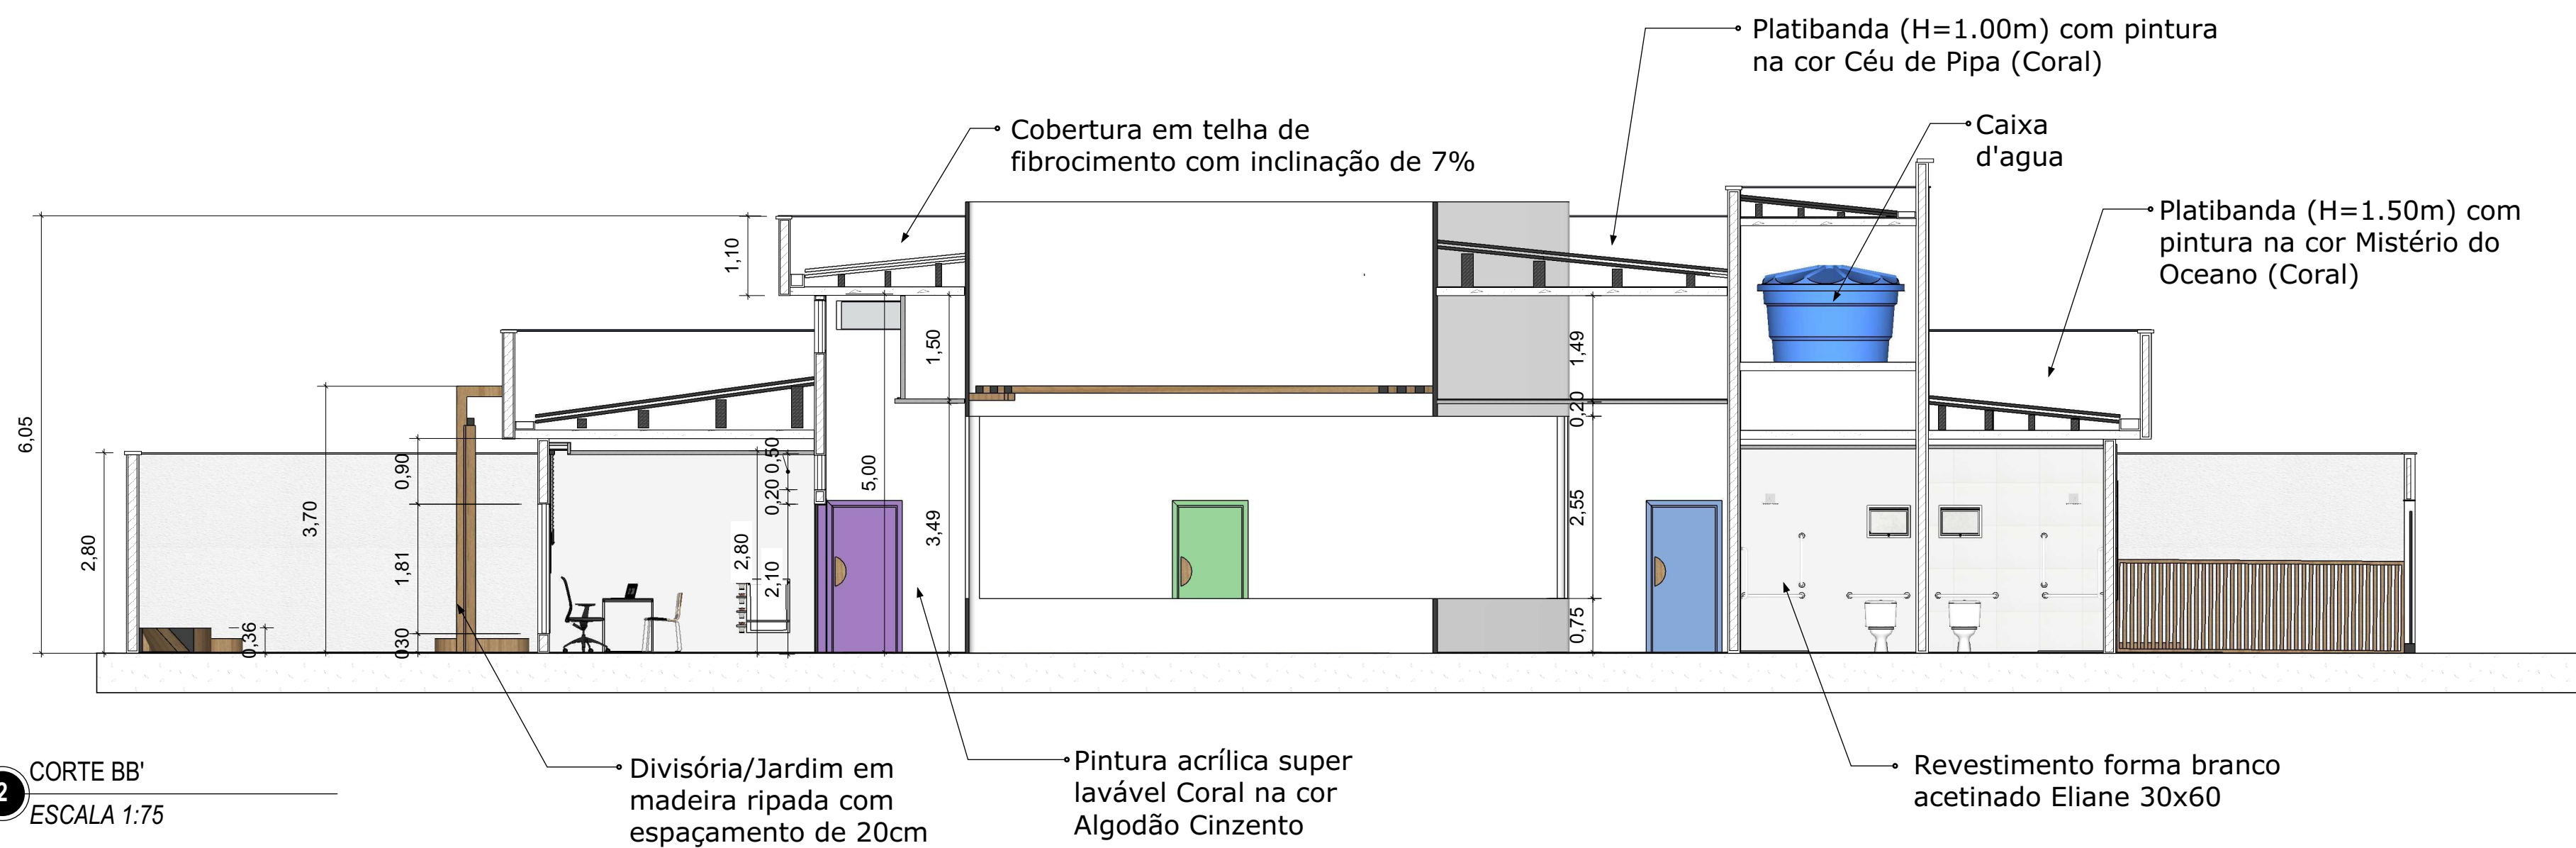 Platibanda (H=1.00m) com pintura
na cor Céu de Pipa (Coral)
Cobertura em telha de
fibrocimento com inclinação de 7%
Caixa
d'agua
Platibanda (H=1.50m) com
pintura na cor Mistério do
Oceano (Coral)
6,05
2,80
0,36
3,70
0,90
1,81
0,30
1,10
2,80
0,50
0,20
2,10
5,00
1,50
3,49
1,49
0,20
2,55
0,75
2
CORTE BB'
ESCALA 1:75
Divisória/Jardim em
madeira ripada com
espaçamento de 20cm
Pintura acrílica super
lavável Coral na cor
Algodão Cinzento
Revestimento forma branco
acetinado Eliane 30x60